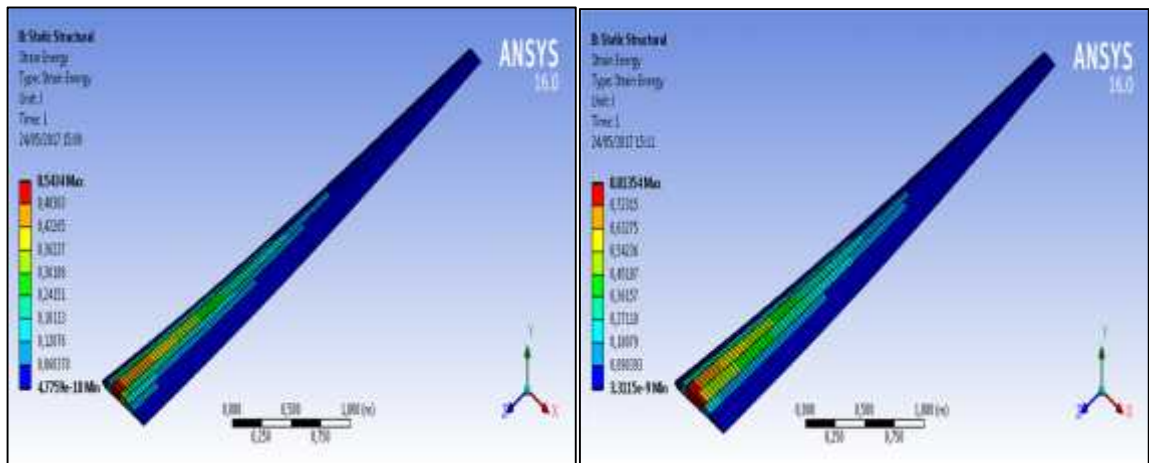 B: Static Structural
Strain Energy
Type: Strain Energy
Unit: J
Time: 1
24/05/2017 15:09
ANSYS
16.0
0,5434 Max
0,48303
0,42265
0,36227
0,30189
0,24151
0,18113
0,12076
0,060378
Min
0,000
0,500
1,000 (m)
0,250
0,750
Y
Z
X
B: Static Structural
Strain Energy
Type: Strain Energy
Unit: J
Time: 1
24/05/2017 15:11
ANSYS
16.0
0,81354 Max
0,72315
0,63275
0,54236
0,45197
0,36157
0,27118
0,18079
0,090393
3,3115e-9 Min
0,000
0,500
1,000 (m)
0,250
0,750
Y
Z
X